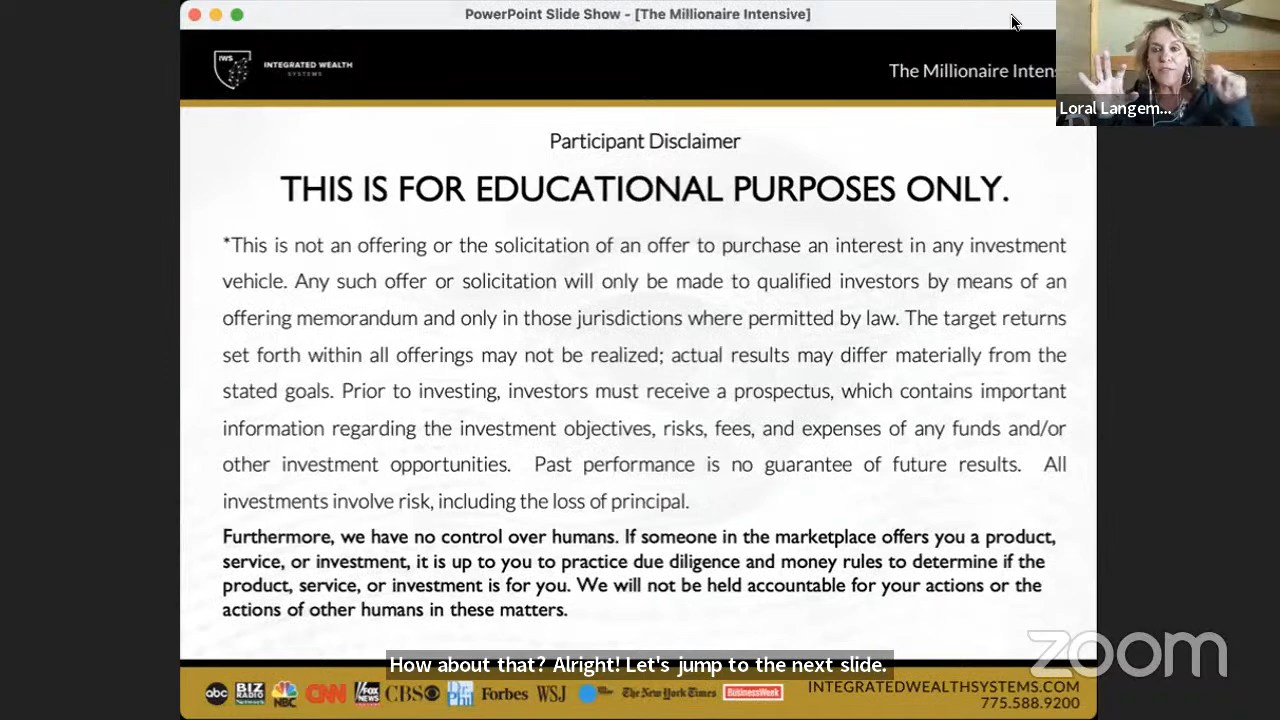 PowerPoint Slide Show - [The Millionaire Intensive]
IWS
INTEGRATED WEALTH
SYSTEMS
The Millionaire Intens
Loral Langem...
Participant Disclaimer
THIS IS FOR EDUCATIONAL PURPOSES ONLY.
*This is not an offering or the solicitation of an offer to purchase an interest in any investment
vehicle. Any such offer or solicitation will only be made to qualified investors by means of an
offering memorandum and only in those jurisdictions where permitted by law. The target returns
set forth within all offerings may not be realized; actual results may differ materially from the
stated goals. Prior to investing, investors must receive a prospectus, which contains important
information regarding the investment objectives, risks, fees, and expenses of any funds and/or
other investment opportunities. Past performance is no guarantee of future results. All
investments involve risk, including the loss of principal.
Furthermore, we have no control over humans. If someone in the marketplace offers you a product,
service, or investment, it is up to you to practice due diligence and money rules to determine if the
product, service, or investment is for you. We will not be held accountable for your actions or the
actions of other humans in these matters.
zoom
How about that? Alright! Let's jump to the next slide.
abc BIZ RADIO Network NBC CNN FOX NEWS CBS Dr Phil Forbes WSJ The New York Times BusinessWeek
INTEGRATEDWEALTHSYSTEMS.COM
775.588.9200